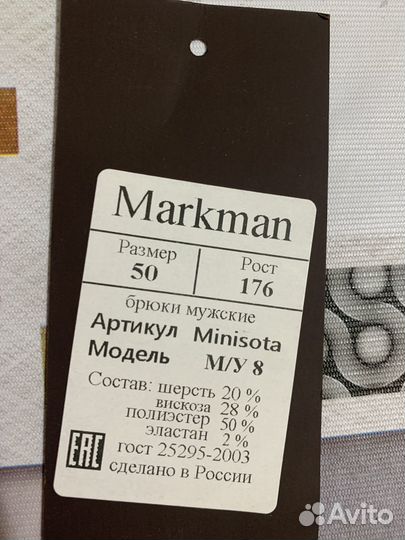 Markman
Размер
50
Рост
176
брюки мужские
Артикул Minisota
Модель М/У 8
Состав: шерсть 20 %
вискоза 28 %
полиэстер 50 %
эластан 2 %
гост 25295-2003
сделано в России
EAC
Avito